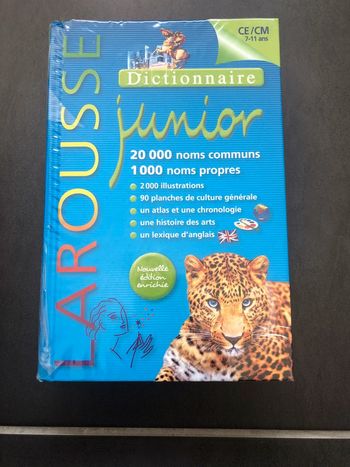 LAROUSSE
CE/CM
7-11 ans
Dictionnaire
junior
20 000 noms communs
1 000 noms propres
2 000 illustrations
90 planches de culture générale
un atlas et une chronologie
une histoire des arts
un lexique d'anglais
Nouvelle
édition
enrichie